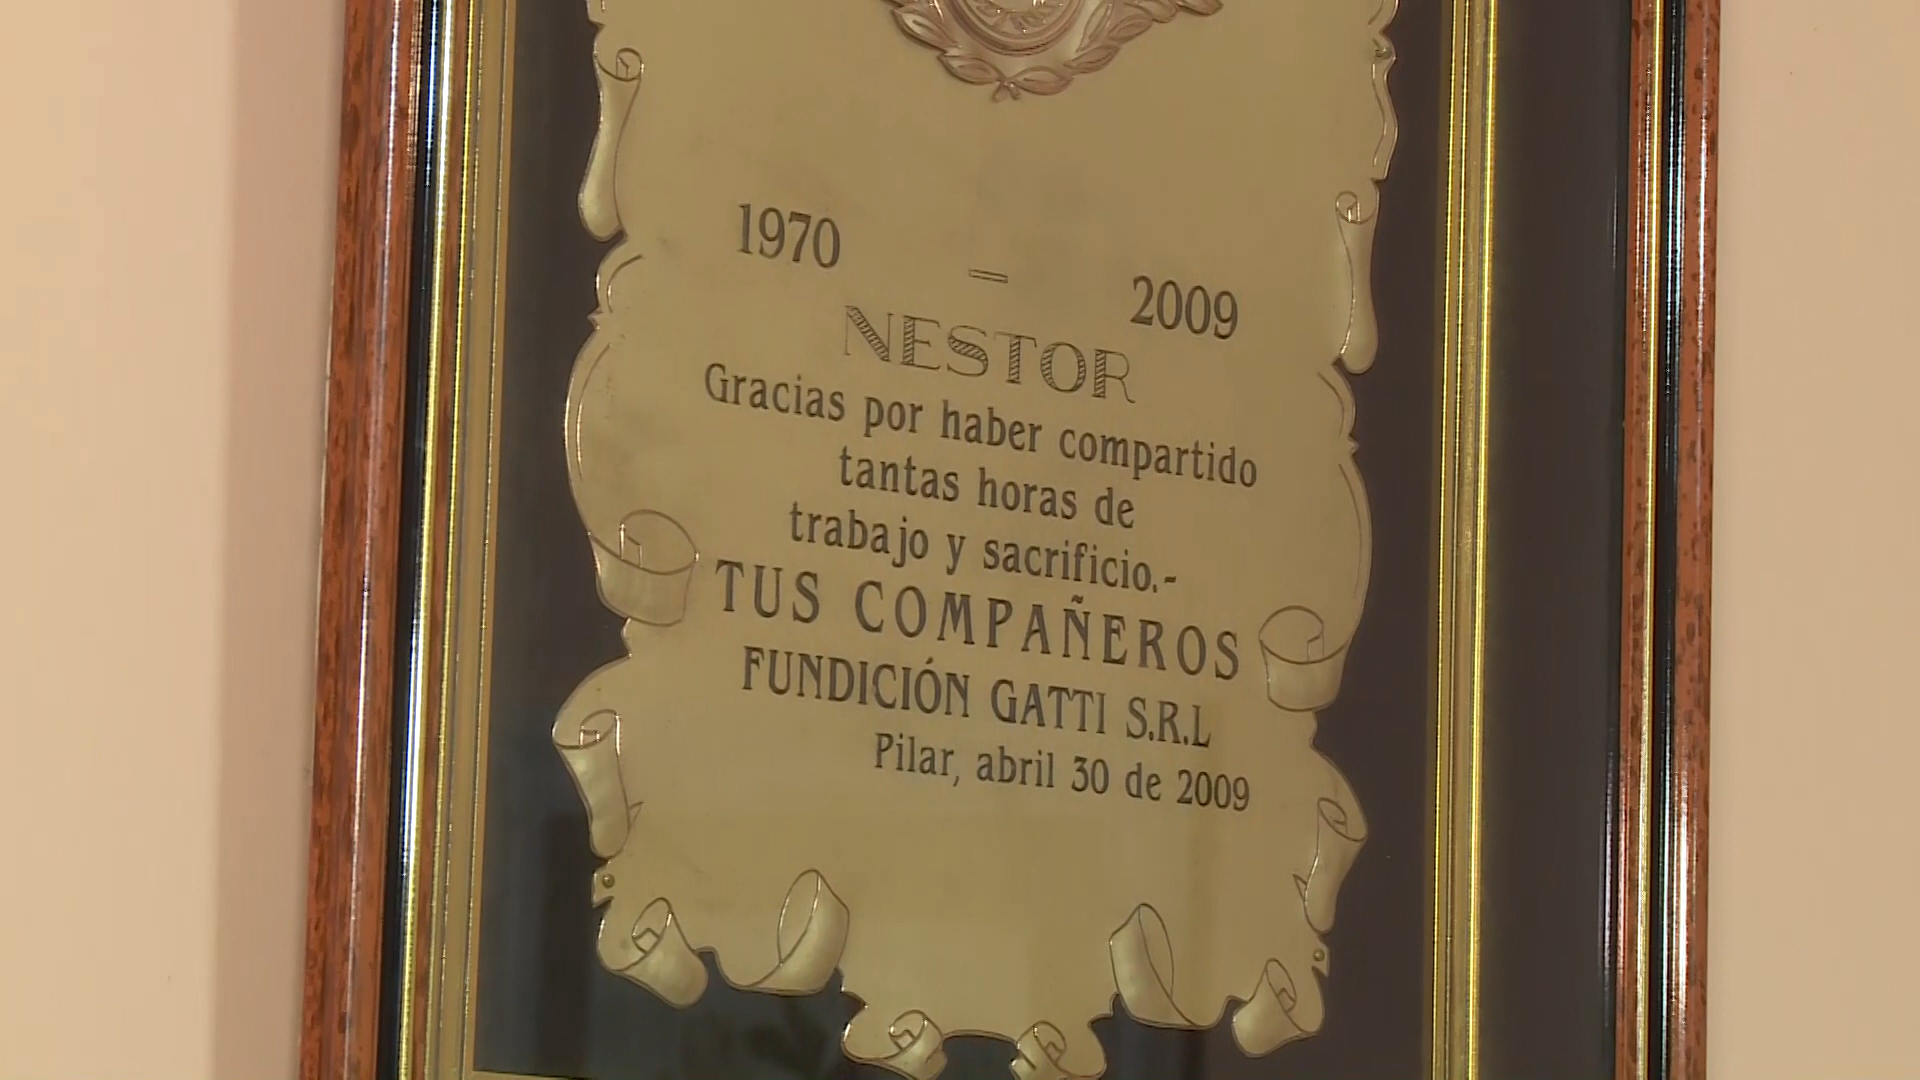 1970 – 2009
NESTOR
Gracias por haber compartido
tantas horas de
trabajo y sacrificio.-
TUS COMPAÑEROS
FUNDICIÓN GATTI S.R.L
Pilar, abril 30 de 2009